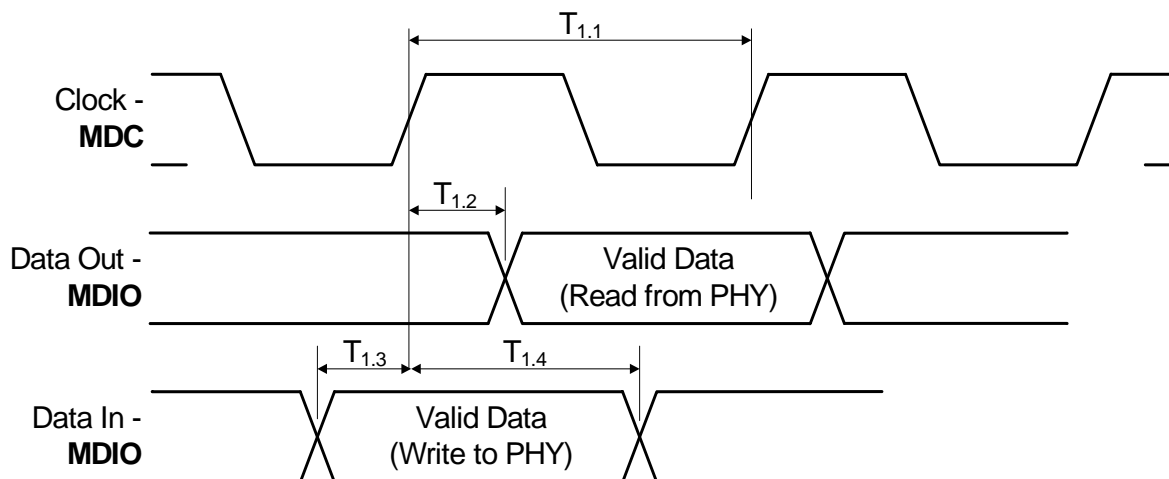 T1.1
Clock -
MDC
T1.2
Data Out -
MDIO
Valid Data
(Read from PHY)
T1.3
T1.4
Data In -
MDIO
Valid Data
(Write to PHY)